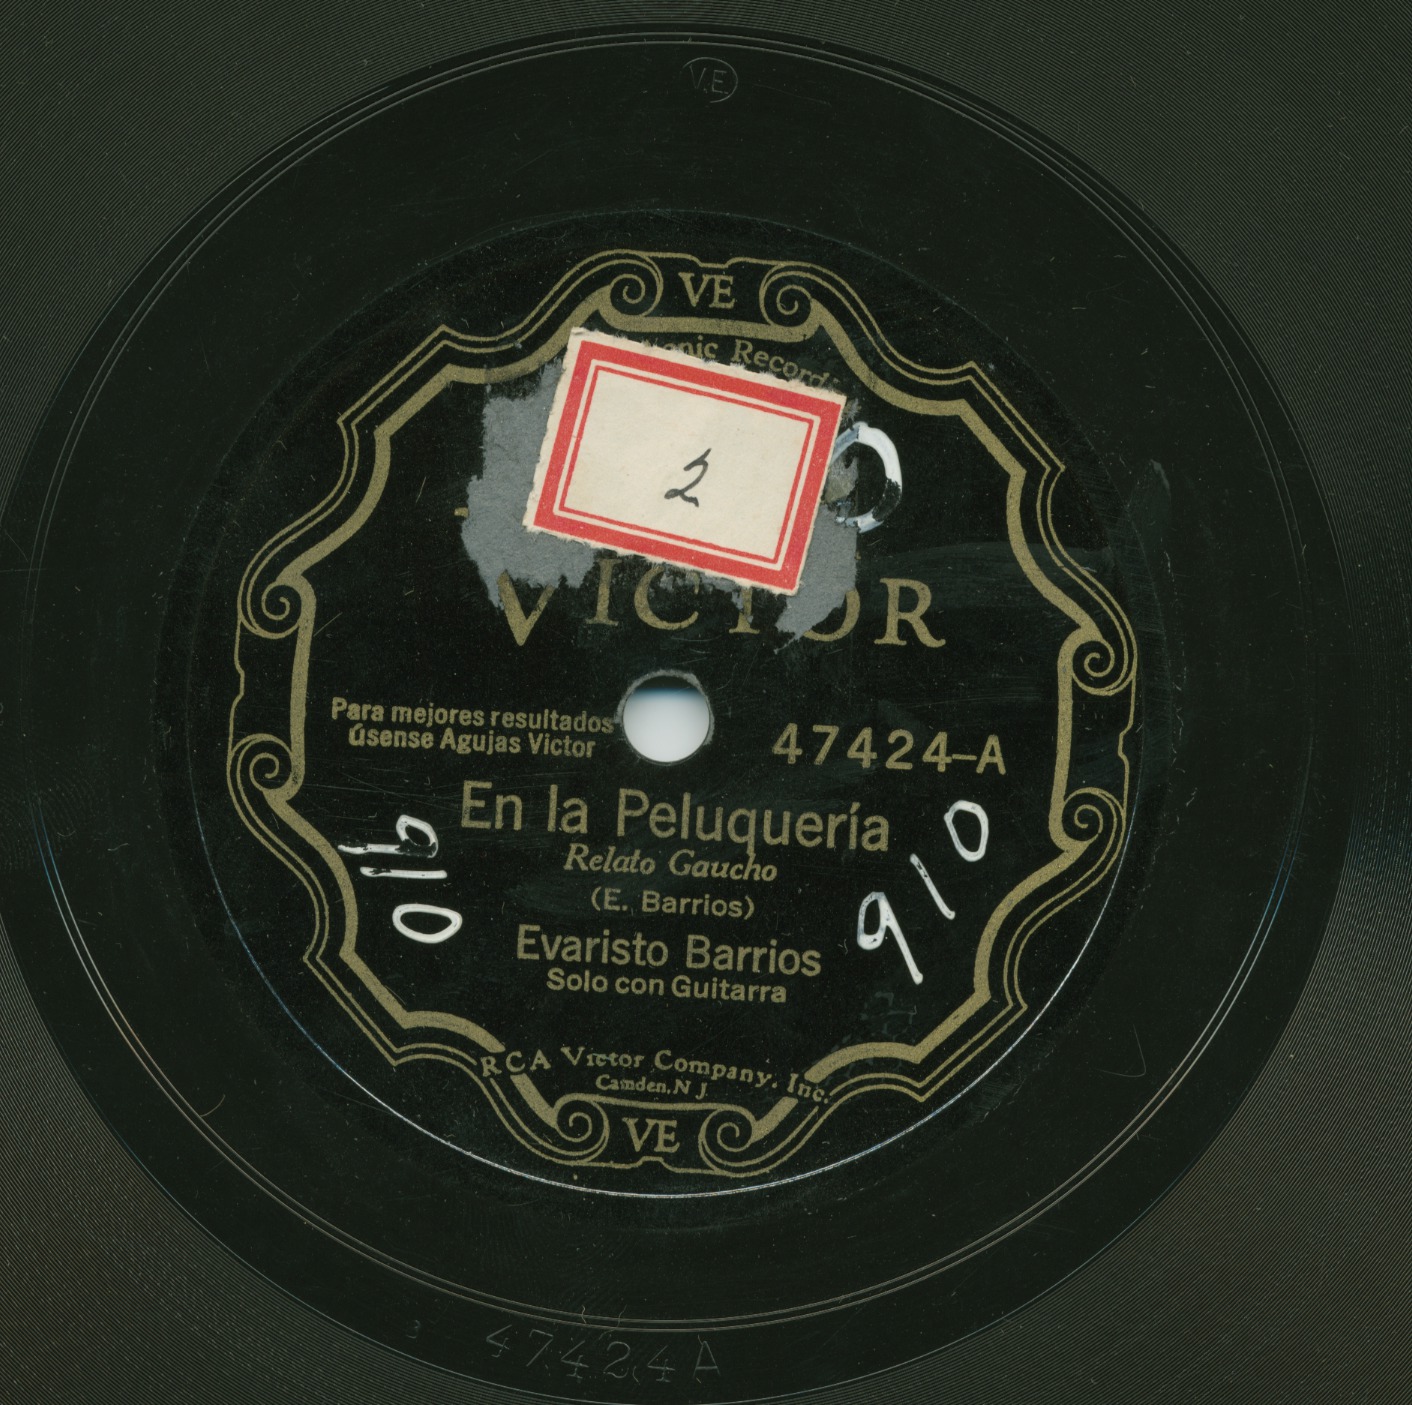 V.E.
VE
Record
2
VICTOR
Para mejores resultados
úsense Agujas Victor
47424-A
En la Peluquería
Relato Gaucho
(E. Barrios)
Evaristo Barrios
Solo con Guitarra
910
910
RCA Victor Company, Inc.
Camden, N J.
VE
47424A